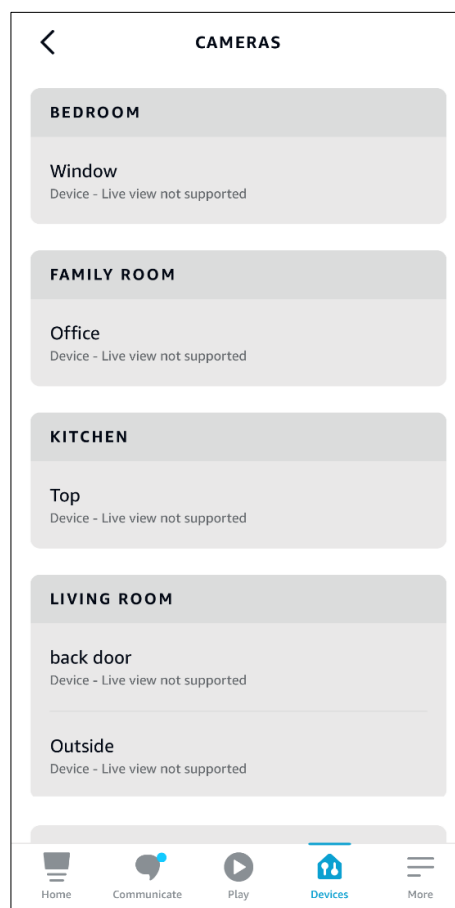 CAMERAS
BEDROOM
Window
Device - Live view not supported
FAMILY ROOM
Office
Device - Live view not supported
KITCHEN
Top
Device - Live view not supported
LIVING ROOM
back door
Device - Live view not supported
Outside
Device - Live view not supported
Home Communicate Play Devices More